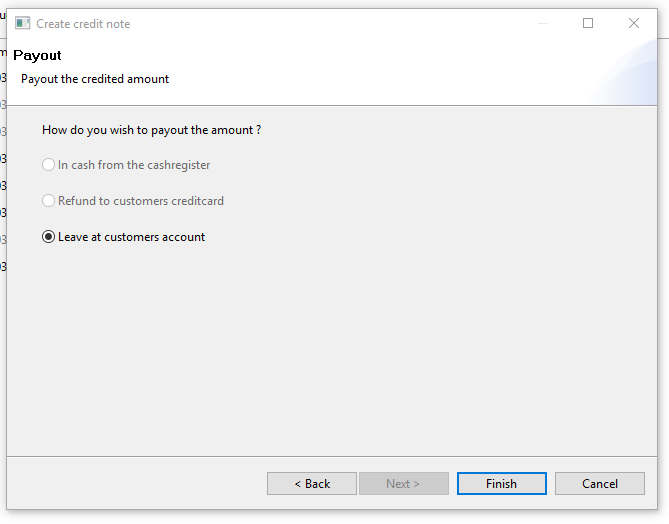 Create credit note
Payout
Payout the credited amount
How do you wish to payout the amount ?
In cash from the cashregister
Refund to customers creditcard
Leave at customers account
< Back
Next >
Finish
Cancel